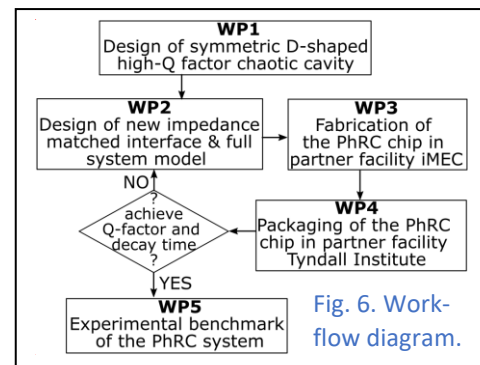 WP1
Design of symmetric D-shaped
high-Q factor chaotic cavity
WP2
Design of new impedance
matched interface & full
system model
WP3
Fabrication of
the PhRC chip in
partner facility iMEC
NO
?
achieve
Q-factor and
decay time
?
WP4
Packaging of the PhRC
chip in partner facility
Tyndall Institute
YES
WP5
Experimental benchmark
of the PhRC system
Fig. 6. Work-
flow diagram.